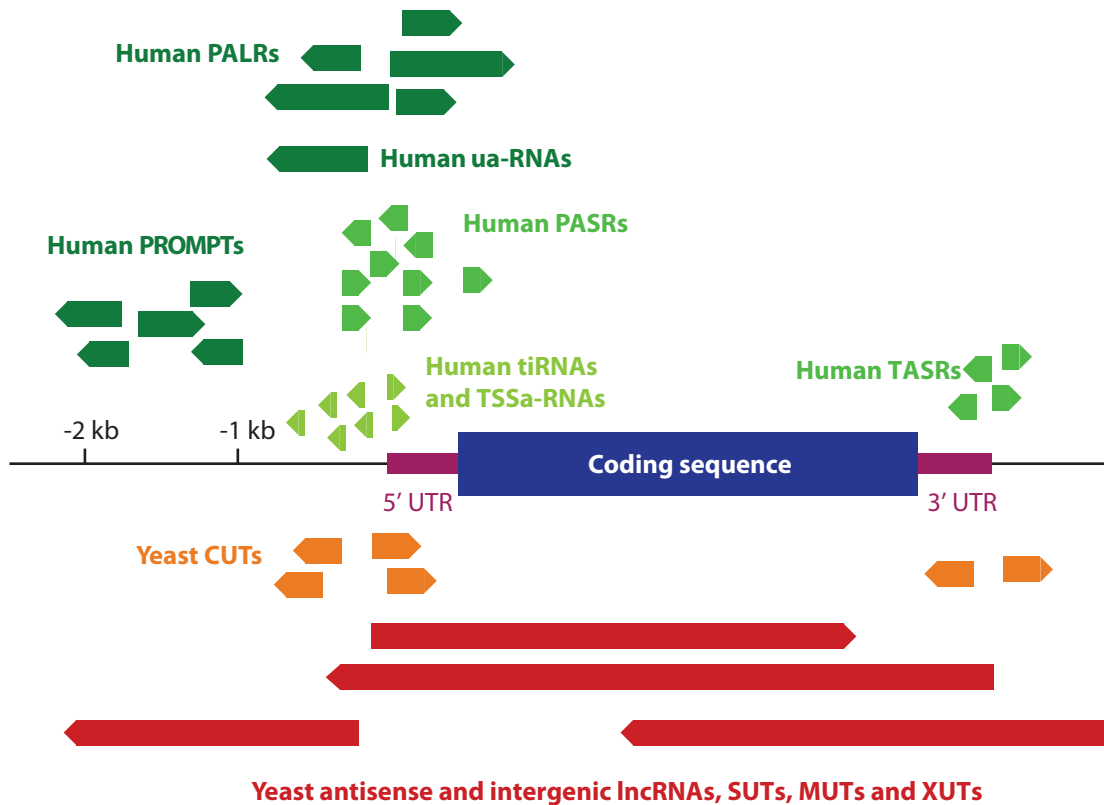 Human PALRs
Human ua-RNAs
Human PASRs
Human PROMPTs
Human tiRNAs
and TSSa-RNAs
Human TASRs
-2 kb
-1 kb
Coding sequence
5’ UTR
3’ UTR
Yeast CUTs
Yeast antisense and intergenic lncRNAs, SUTs, MUTs and XUTs